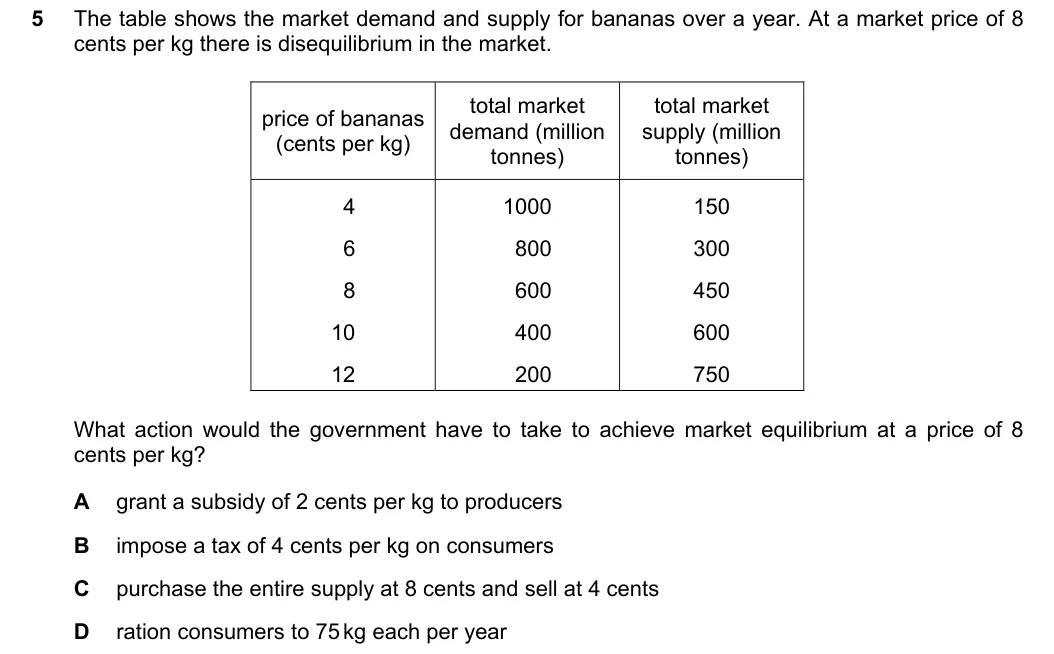 5 The table shows the market demand and supply for bananas over a year. At a market price of 8
cents per kg there is disequilibrium in the market.
price of bananas (cents per kg) total market demand (million tonnes) total market supply (million tonnes)
4 1000 150
6 800 300
8 600 450
10 400 600
12 200 750
What action would the government have to take to achieve market equilibrium at a price of 8
cents per kg?
A grant a subsidy of 2 cents per kg to producers
B impose a tax of 4 cents per kg on consumers
C purchase the entire supply at 8 cents and sell at 4 cents
D ration consumers to 75 kg each per year